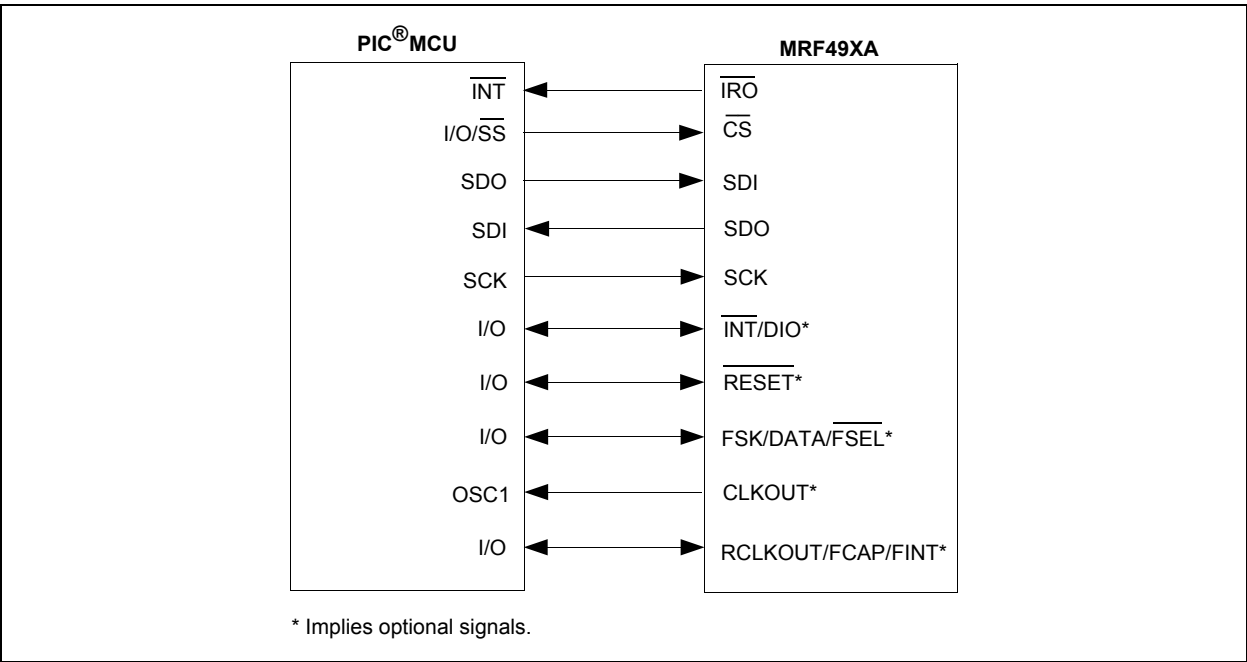 PIC®MCU
MRF49XA
INT IRO
I/O/SS CS
SDO SDI
SDI SDO
SCK SCK
I/O INT/DIO*
I/O RESET*
I/O FSK/DATA/FSEL*
OSC1 CLKOUT*
I/O RCLKOUT/FCAP/FINT*
* Implies optional signals.